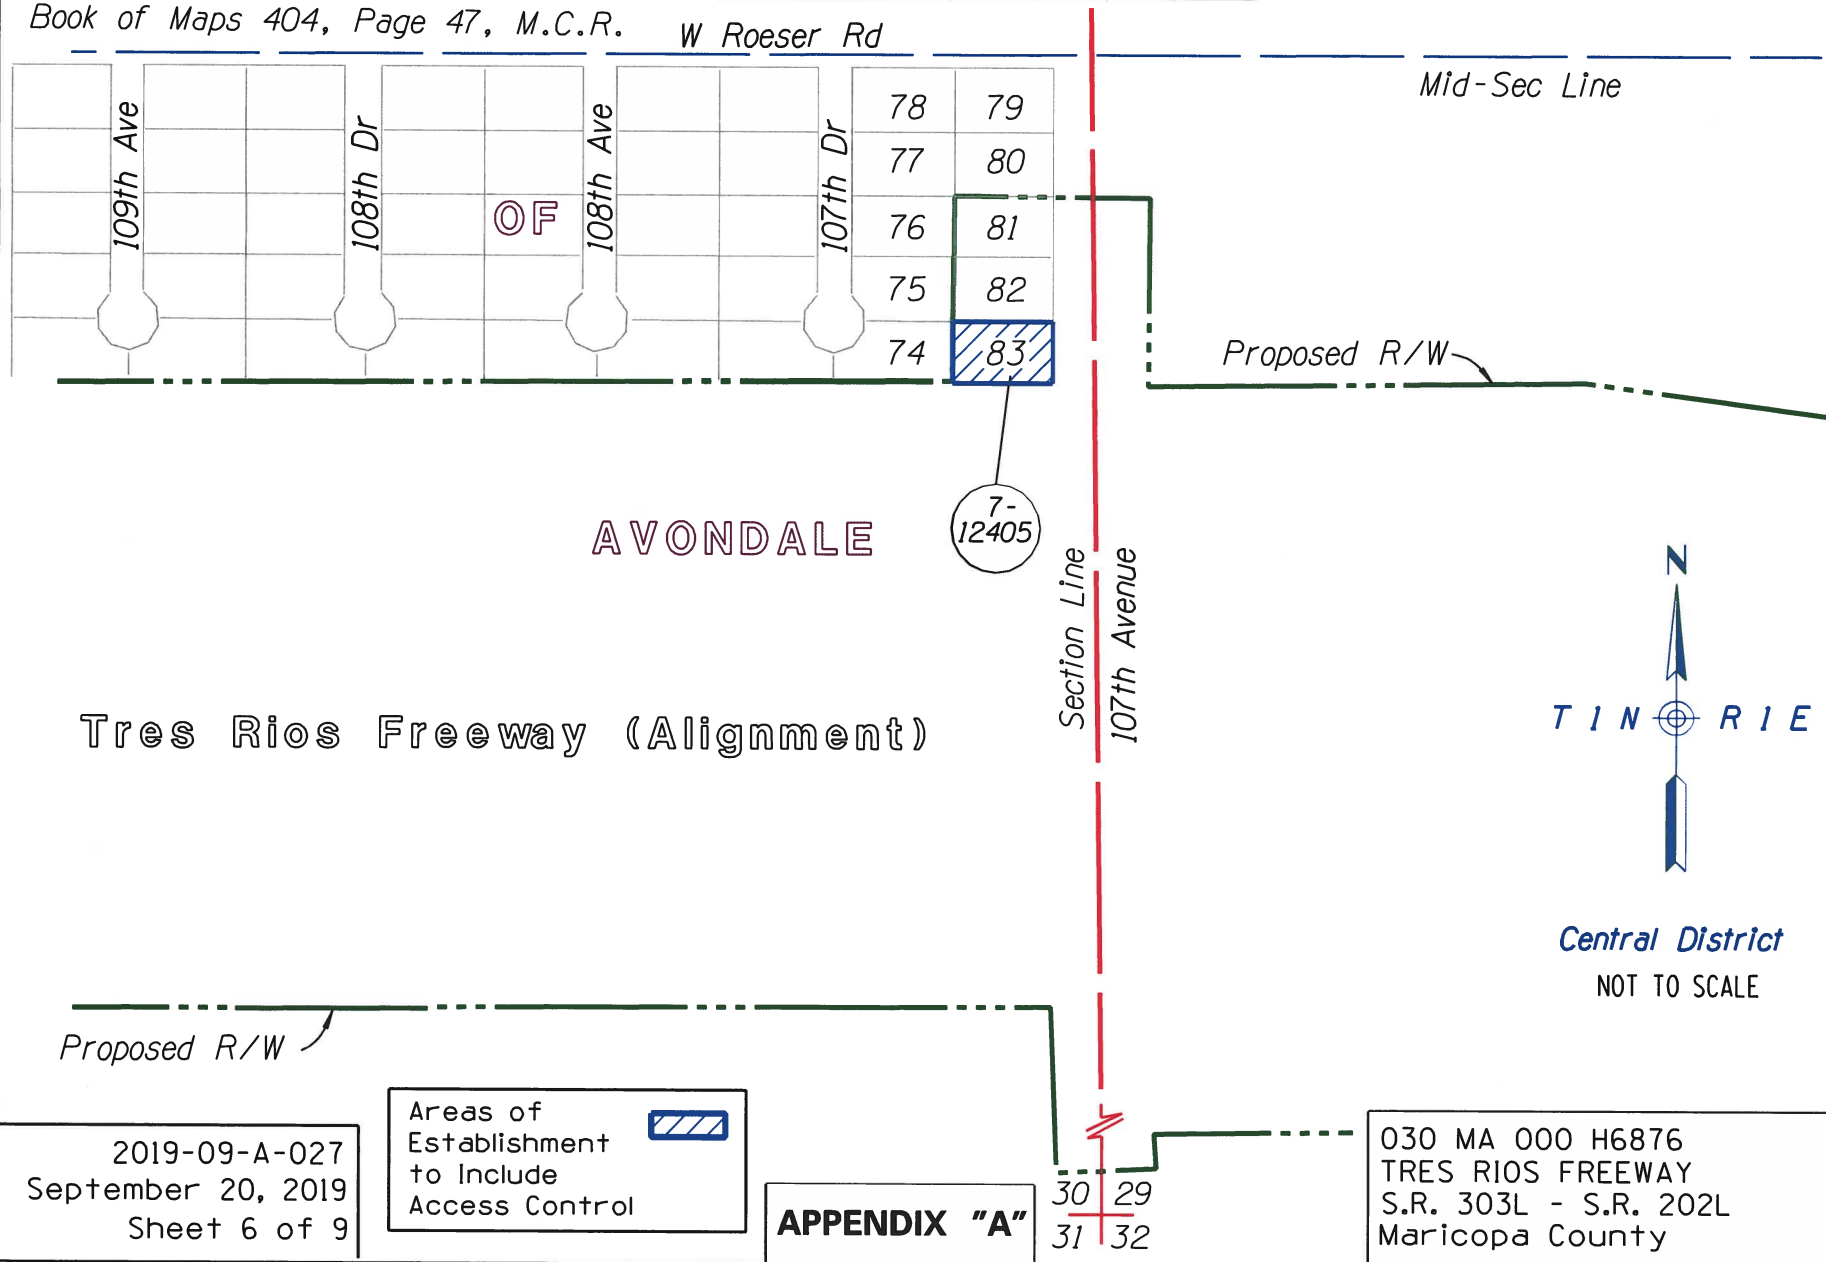 Book of Maps 404, Page 47, M.C.R.
W Roeser Rd
Mid-Sec Line
109th Ave
108th Dr
108th Ave
107th Dr
78 79
77 80
76 81
75 82
74 83
OF
Proposed R/W
7-
12405
AVONDALE
Section Line
107th Avenue
N
T 1 N R 1 E
Tres Rios Freeway (Alignment)
Central District
NOT TO SCALE
Proposed R/W
2019-09-A-027
September 20, 2019
Sheet 6 of 9
Areas of
Establishment
to Include
Access Control
APPENDIX "A"
30 29
31 32
030 MA 000 H6876
TRES RIOS FREEWAY
S.R. 303L - S.R. 202L
Maricopa County